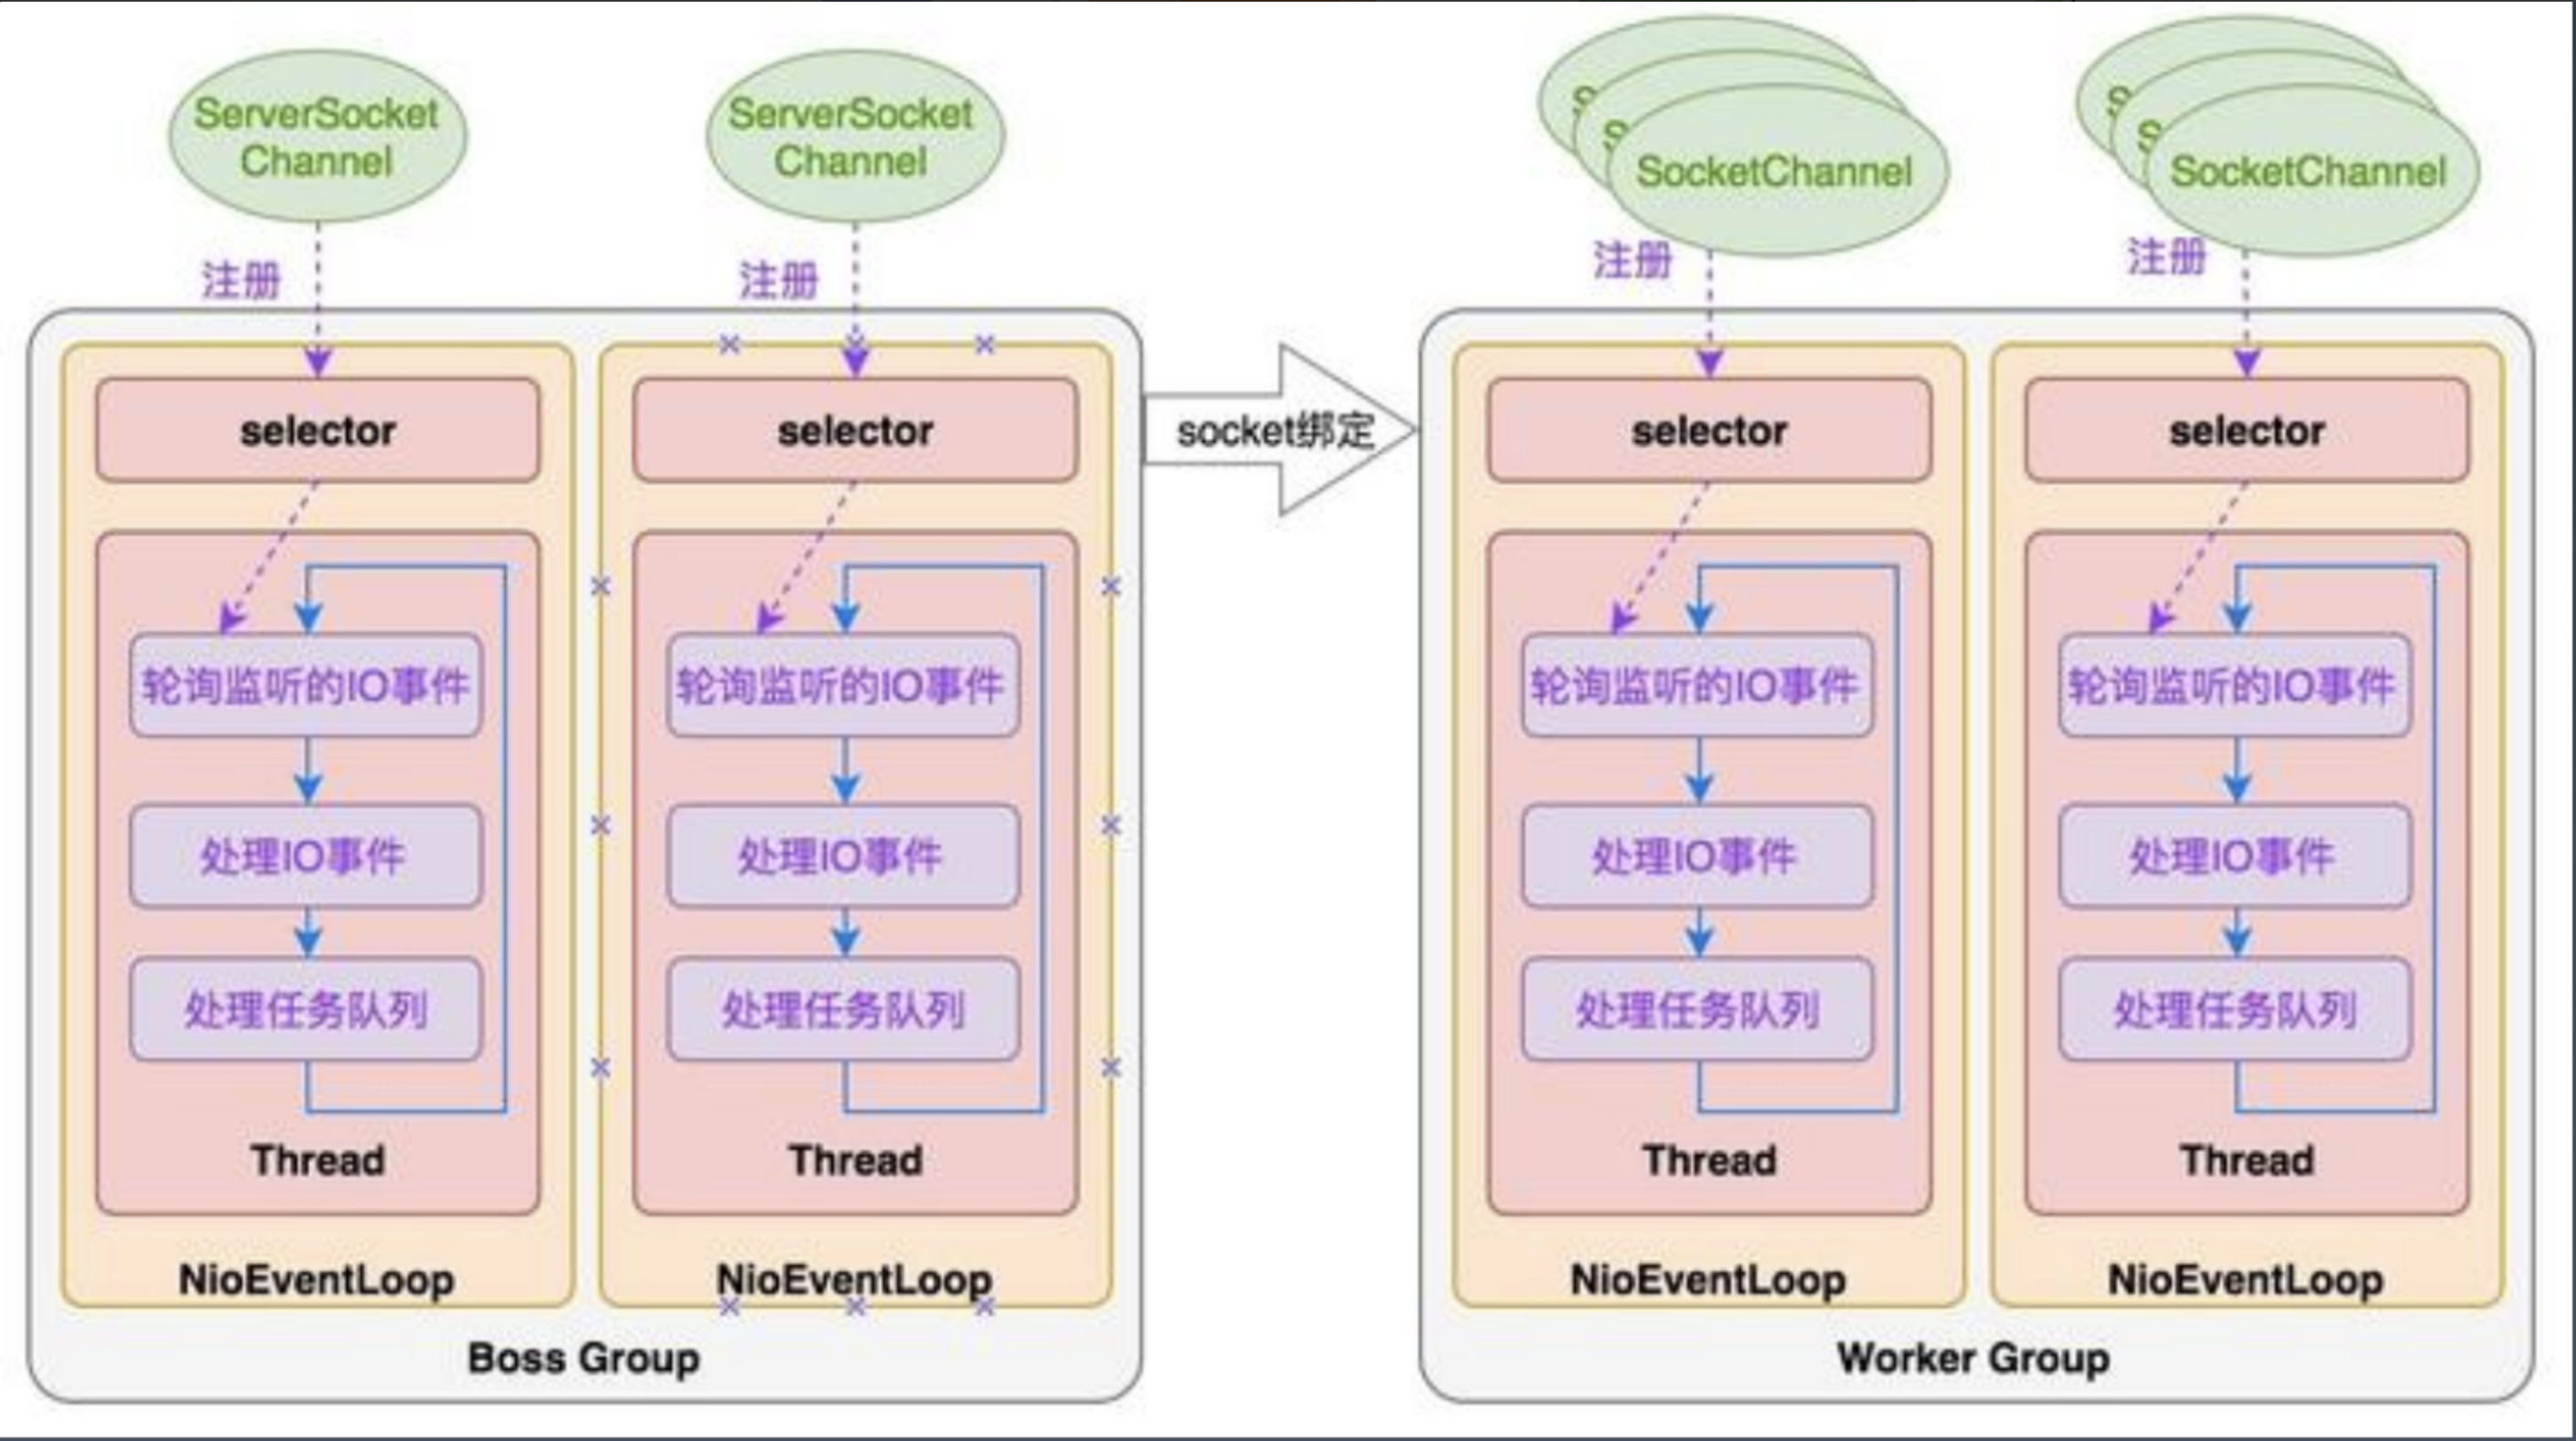 ServerSocket
Channel
注册
ServerSocket
Channel
注册
SocketChannel
注册
SocketChannel
注册
selector
轮询监听的IO事件
处理IO事件
处理任务队列
Thread
NioEventLoop
selector
轮询监听的IO事件
处理IO事件
处理任务队列
Thread
NioEventLoop
Boss Group
socket绑定
selector
轮询监听的IO事件
处理IO事件
处理任务队列
Thread
NioEventLoop
selector
轮询监听的IO事件
处理IO事件
处理任务队列
Thread
NioEventLoop
Worker Group